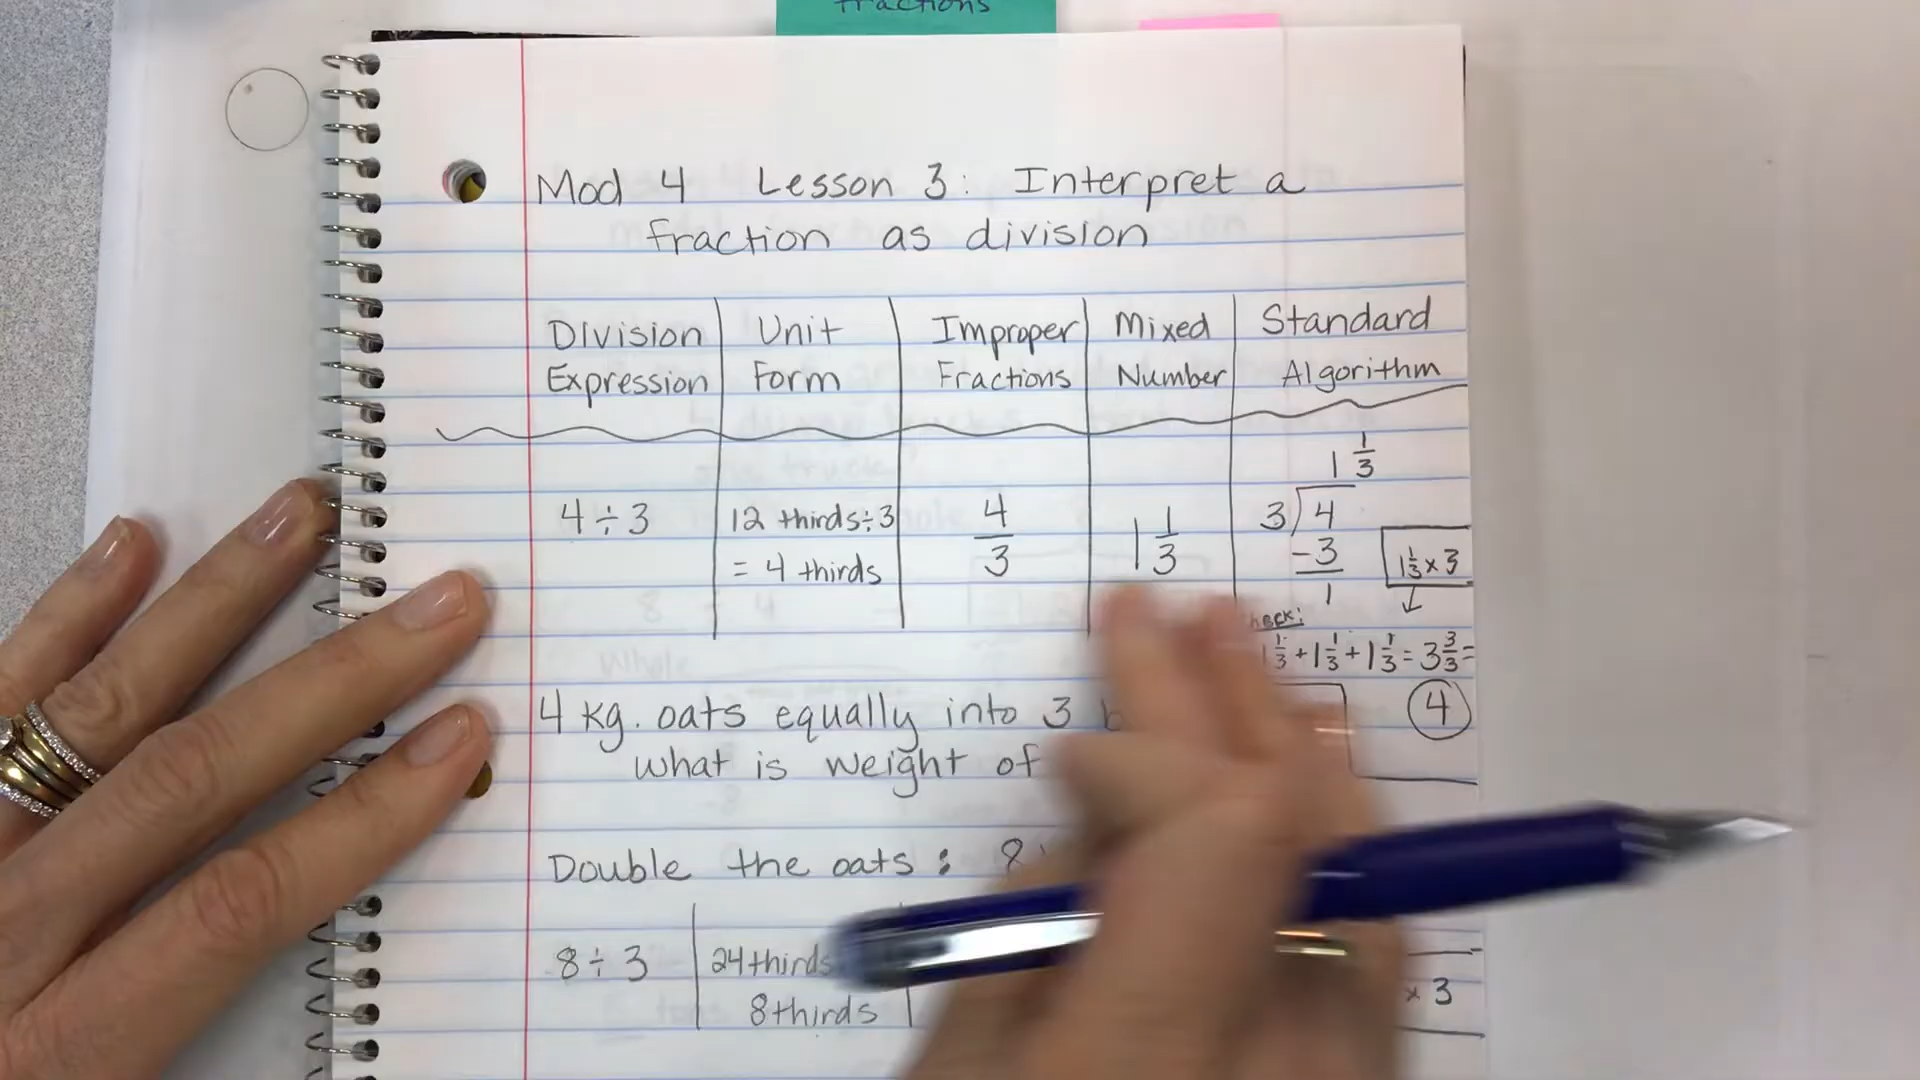 fractions
Mod 4 Lesson 3: Interpret a
fraction as division
Division Expression
Unit Form
Improper Fractions
Mixed Number
Standard Algorithm
4÷3
12 thirds÷3
= 4 thirds
4/3
1 1/3
1 1/3
3)4
-3
1
1 1/3 x 3
1 1/3 + 1 1/3 + 1 1/3 = 3 3/3 =
4
4 kg. oats equally into 3
what is weight of
Double the oats: 8
8÷3
24 thirds
8 thirds
x 3